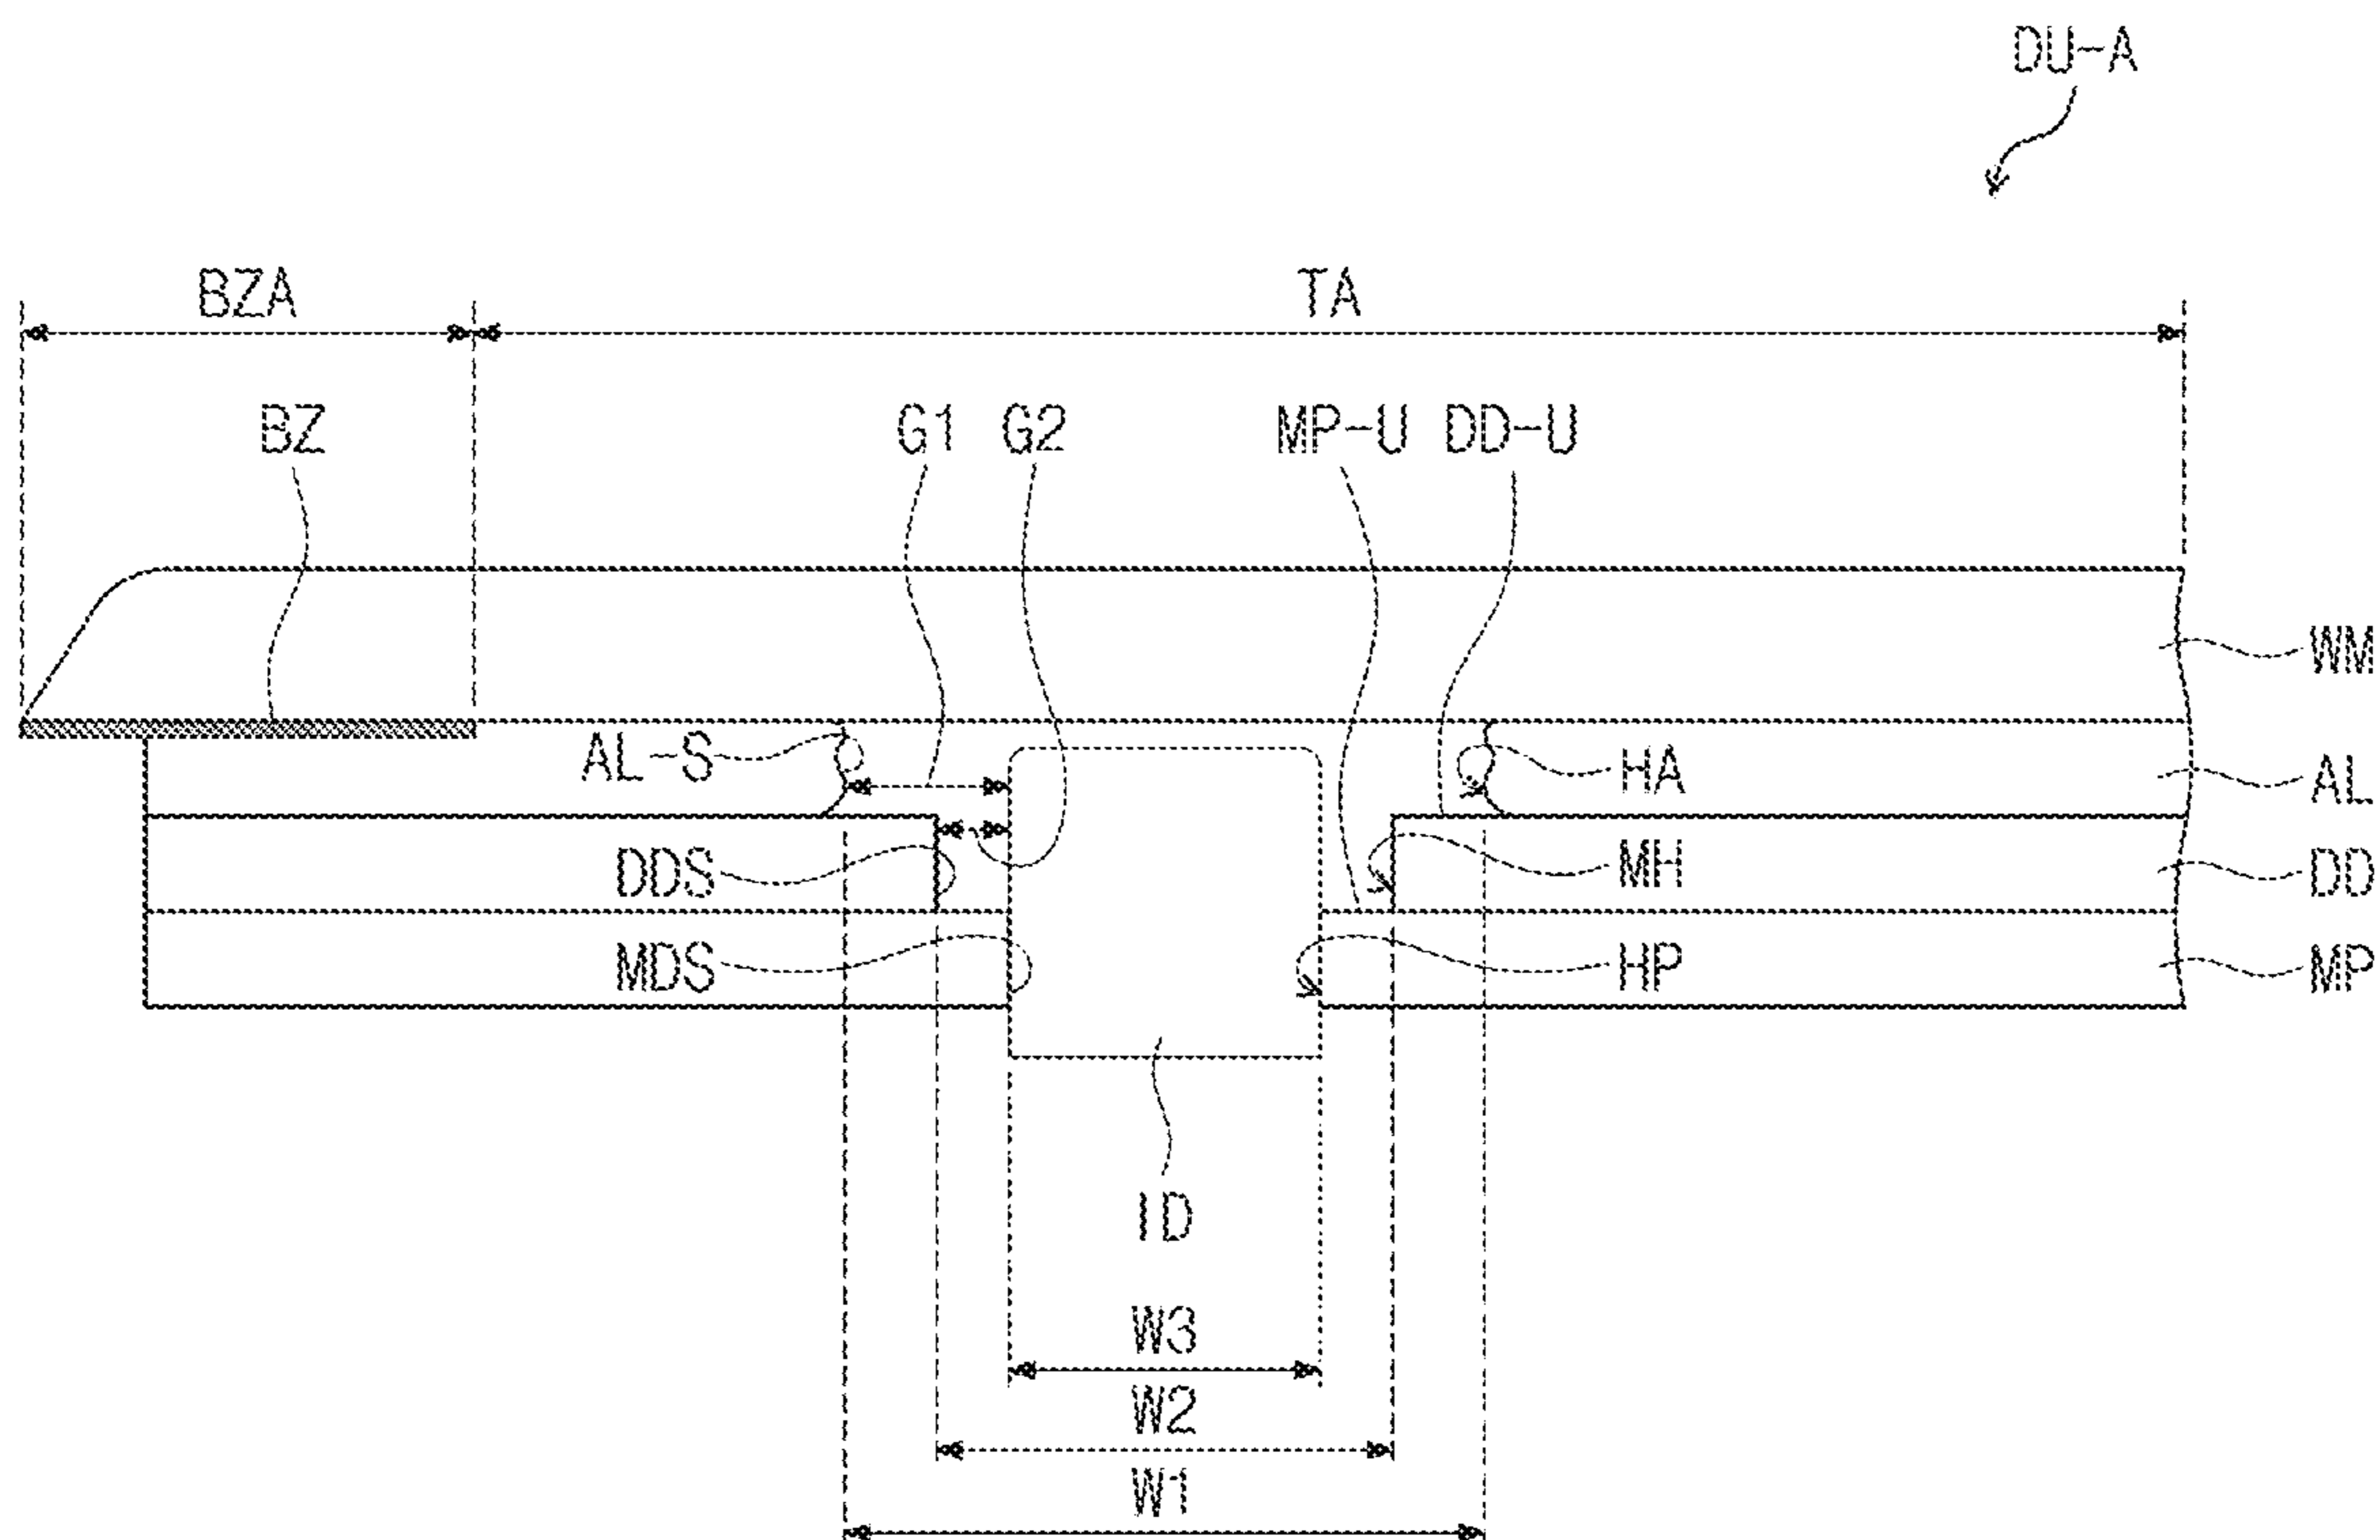 DU-A
BZA TA
BZ G1 G2 MP-U DD-U
WM
AL-S HA AL
DDS MH DD
MDS HP MP
ID
W3
W2
W1